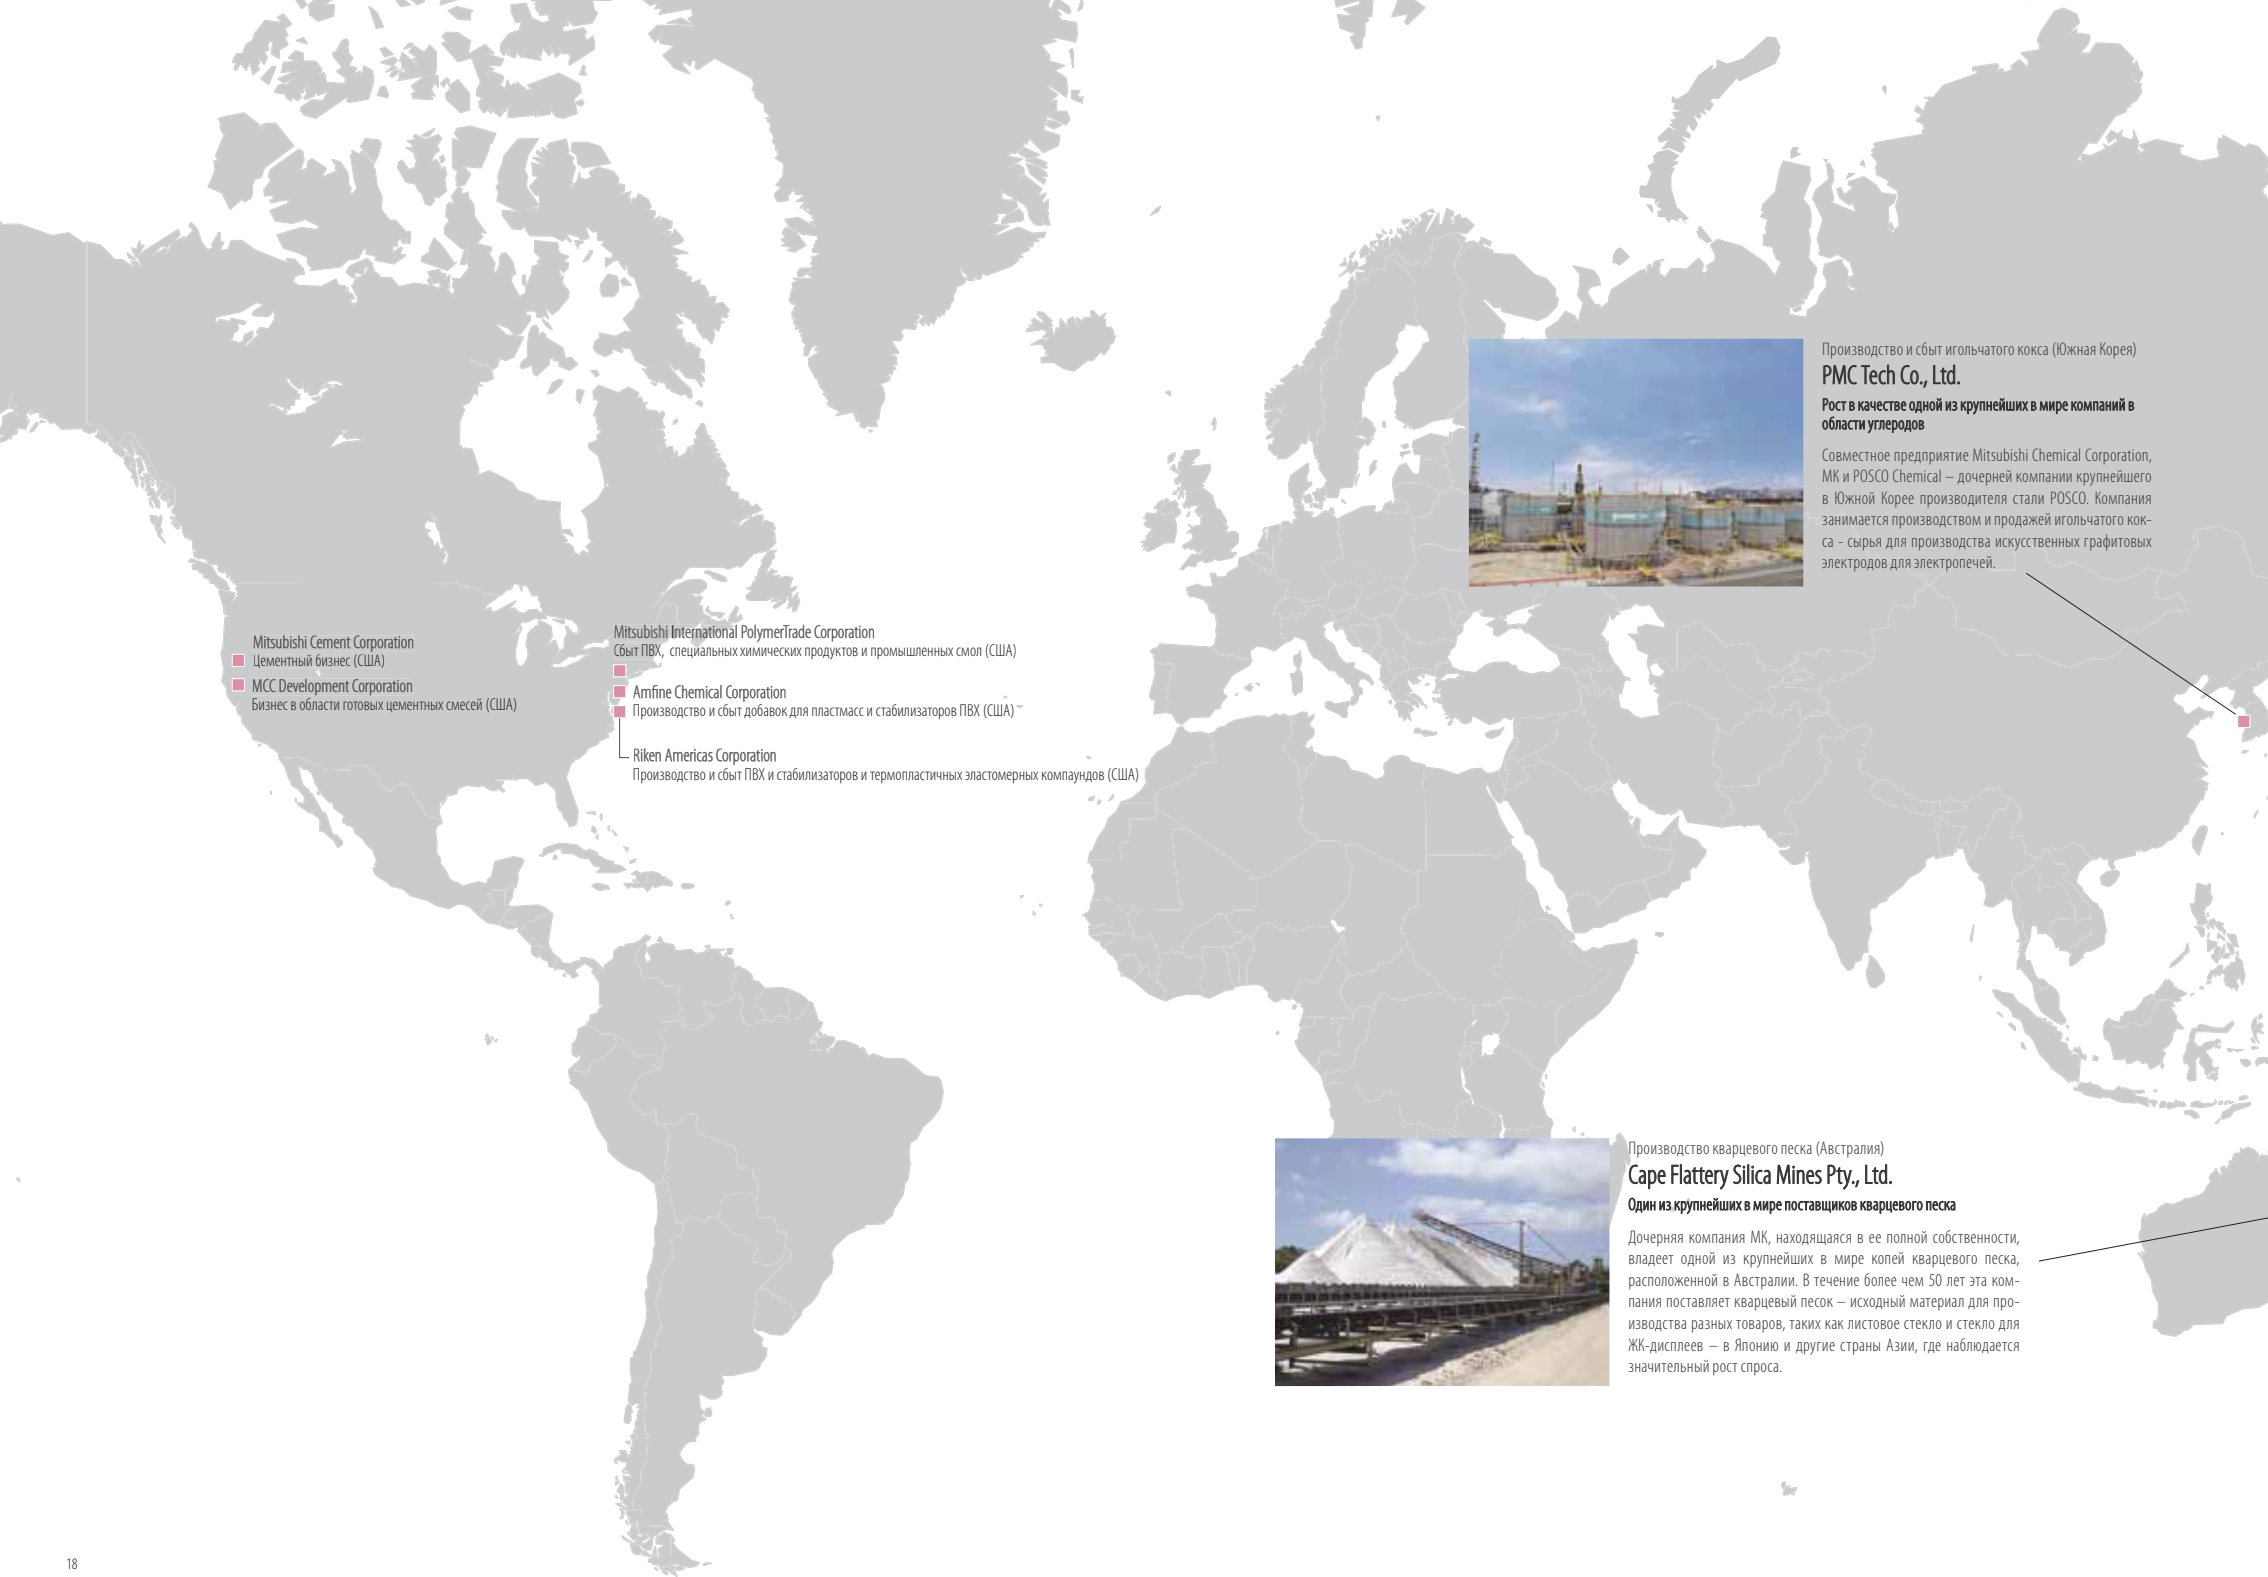 Производство и сбыт игольчатого кокса (Южная Корея)
PMC Tech Co., Ltd.
Рост в качестве одной из крупнейших в мире компаний в
области углеродов
Совместное предприятие Mitsubishi Chemical Corporation,
МК и POSCO Chemical – дочерней компании крупнейшего
в Южной Корее производителя стали POSCO. Компания
занимается производством и продажей игольчатого кок-
са - сырья для производства искусственных графитовых
электродов для электропечей.
Mitsubishi Cement Corporation
Цементный бизнес (США)
MCC Development Corporation
Бизнес в области готовых цементных смесей (США)
Mitsubishi International PolymerTrade Corporation
Сбыт ПВХ, специальных химических продуктов и промышленных смол (США)
Amfine Chemical Corporation
Производство и сбыт добавок для пластмасс и стабилизаторов ПВХ (США)
Riken Americas Corporation
Производство и сбыт ПВХ и стабилизаторов и термопластичных эластомерных компаундов (США)
Производство кварцевого песка (Австралия)
Cape Flattery Silica Mines Pty., Ltd.
Один из крупнейших в мире поставщиков кварцевого песка
Дочерняя компания МК, находящаяся в ее полной собственности,
владеет одной из крупнейших в мире копей кварцевого песка,
расположенной в Австралии. В течение более чем 50 лет эта ком-
пания поставляет кварцевый песок – исходный материал для про-
изводства разных товаров, таких как листовое стекло и стекло для
ЖК-дисплеев – в Японию и другие страны Азии, где наблюдается
значительный рост спроса.
18